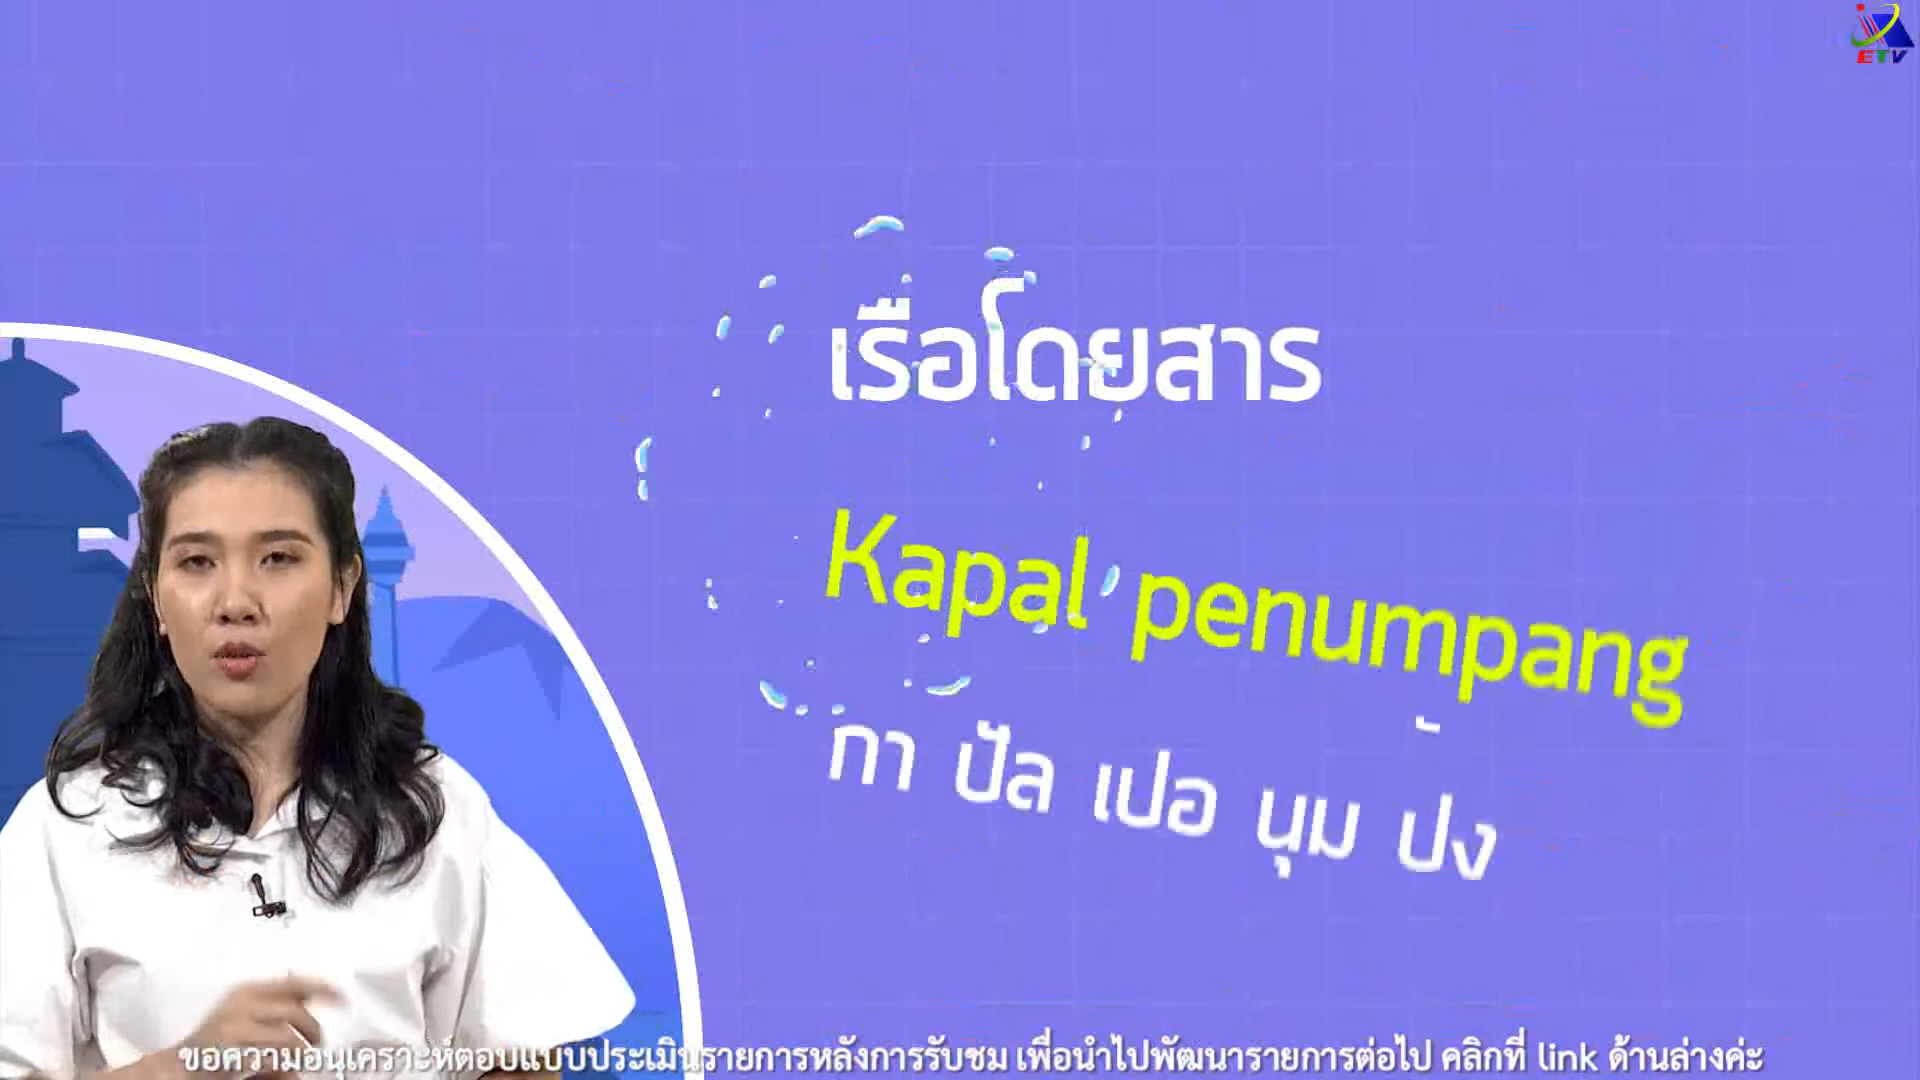 ETV
เรือโดยสาร
Kapal penumpang
กา ปัล เปอ นุม ปัง
ขอความอนุเคราะห์ตอบแบบประเมินรายการหลังการรับชม เพื่อนำไปพัฒนารายการต่อไป คลิกที่ link ด้านล่างค่ะ